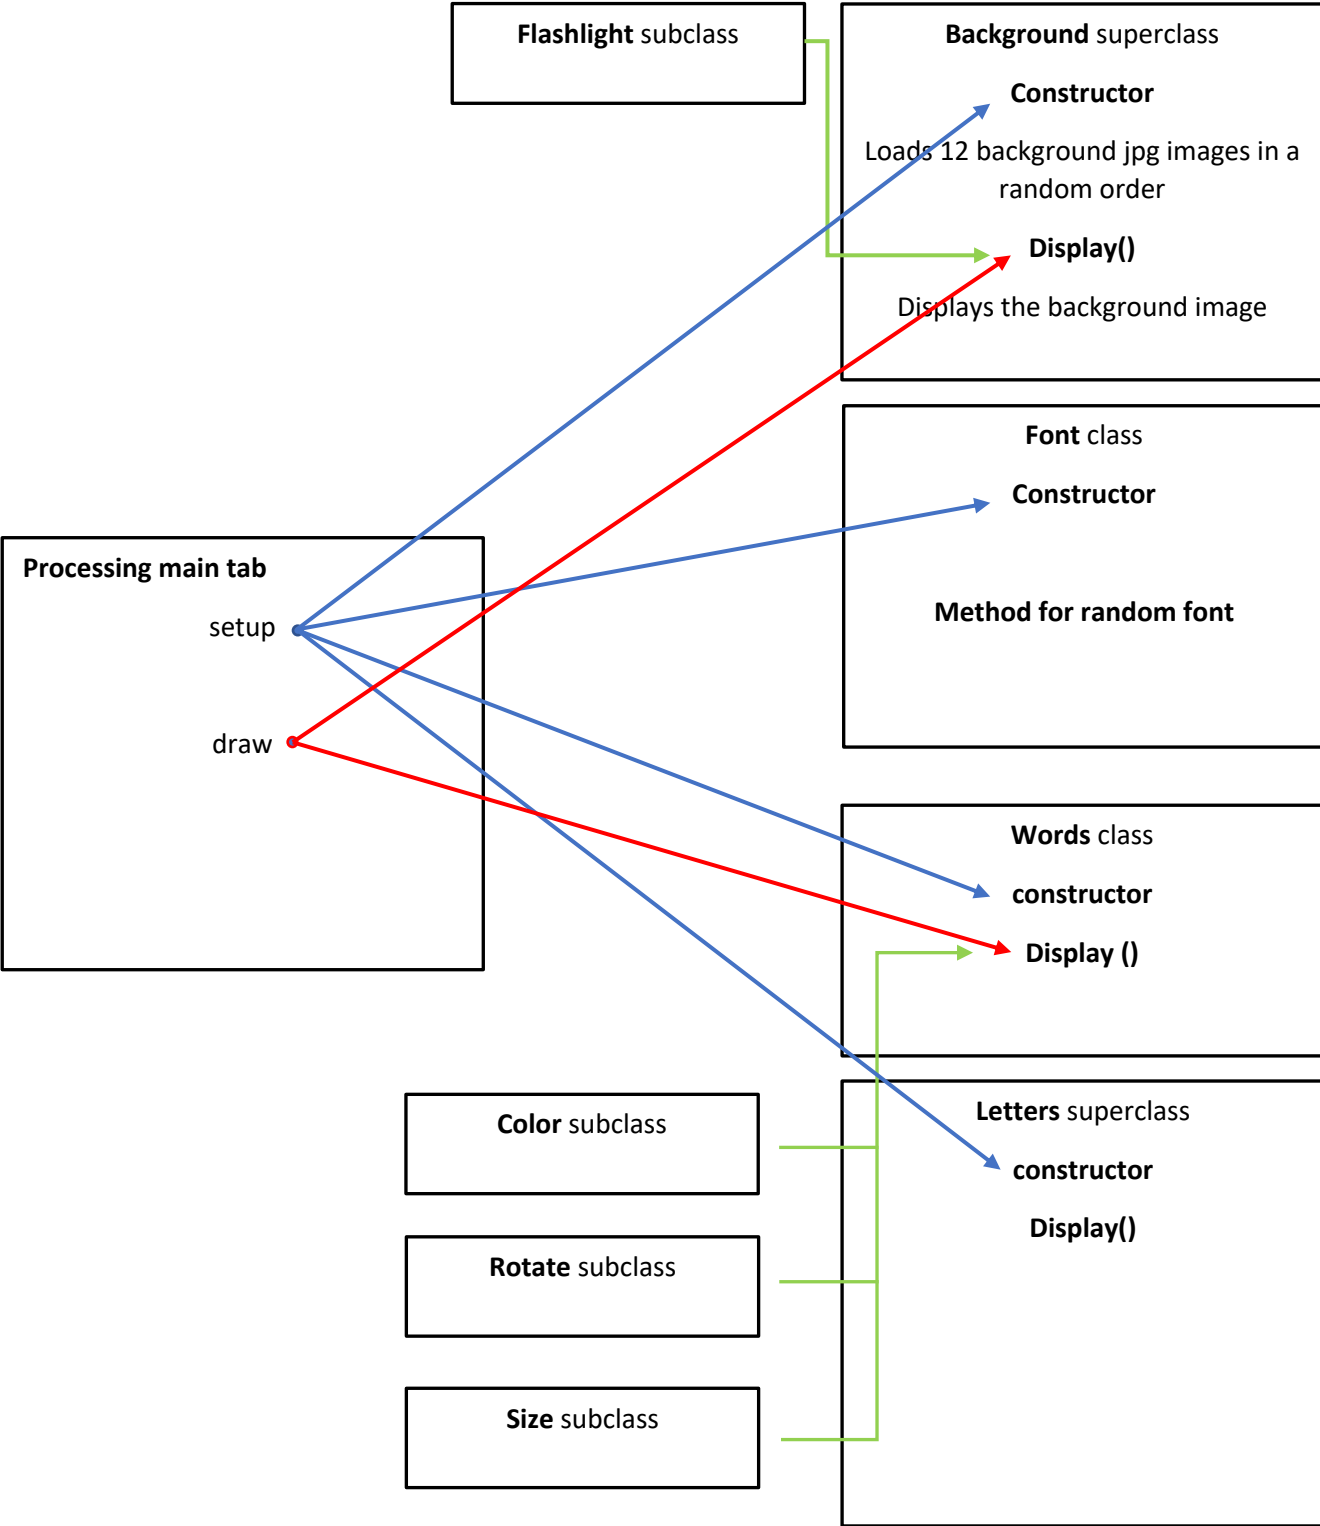 Flashlight subclass
Background superclass
Constructor
Loads 12 background jpg images in a
random order
Display()
Displays the background image
Font class
Constructor
Method for random font
Processing main tab
setup
draw
Words class
constructor
Display ()
Color subclass
Rotate subclass
Size subclass
Letters superclass
constructor
Display()